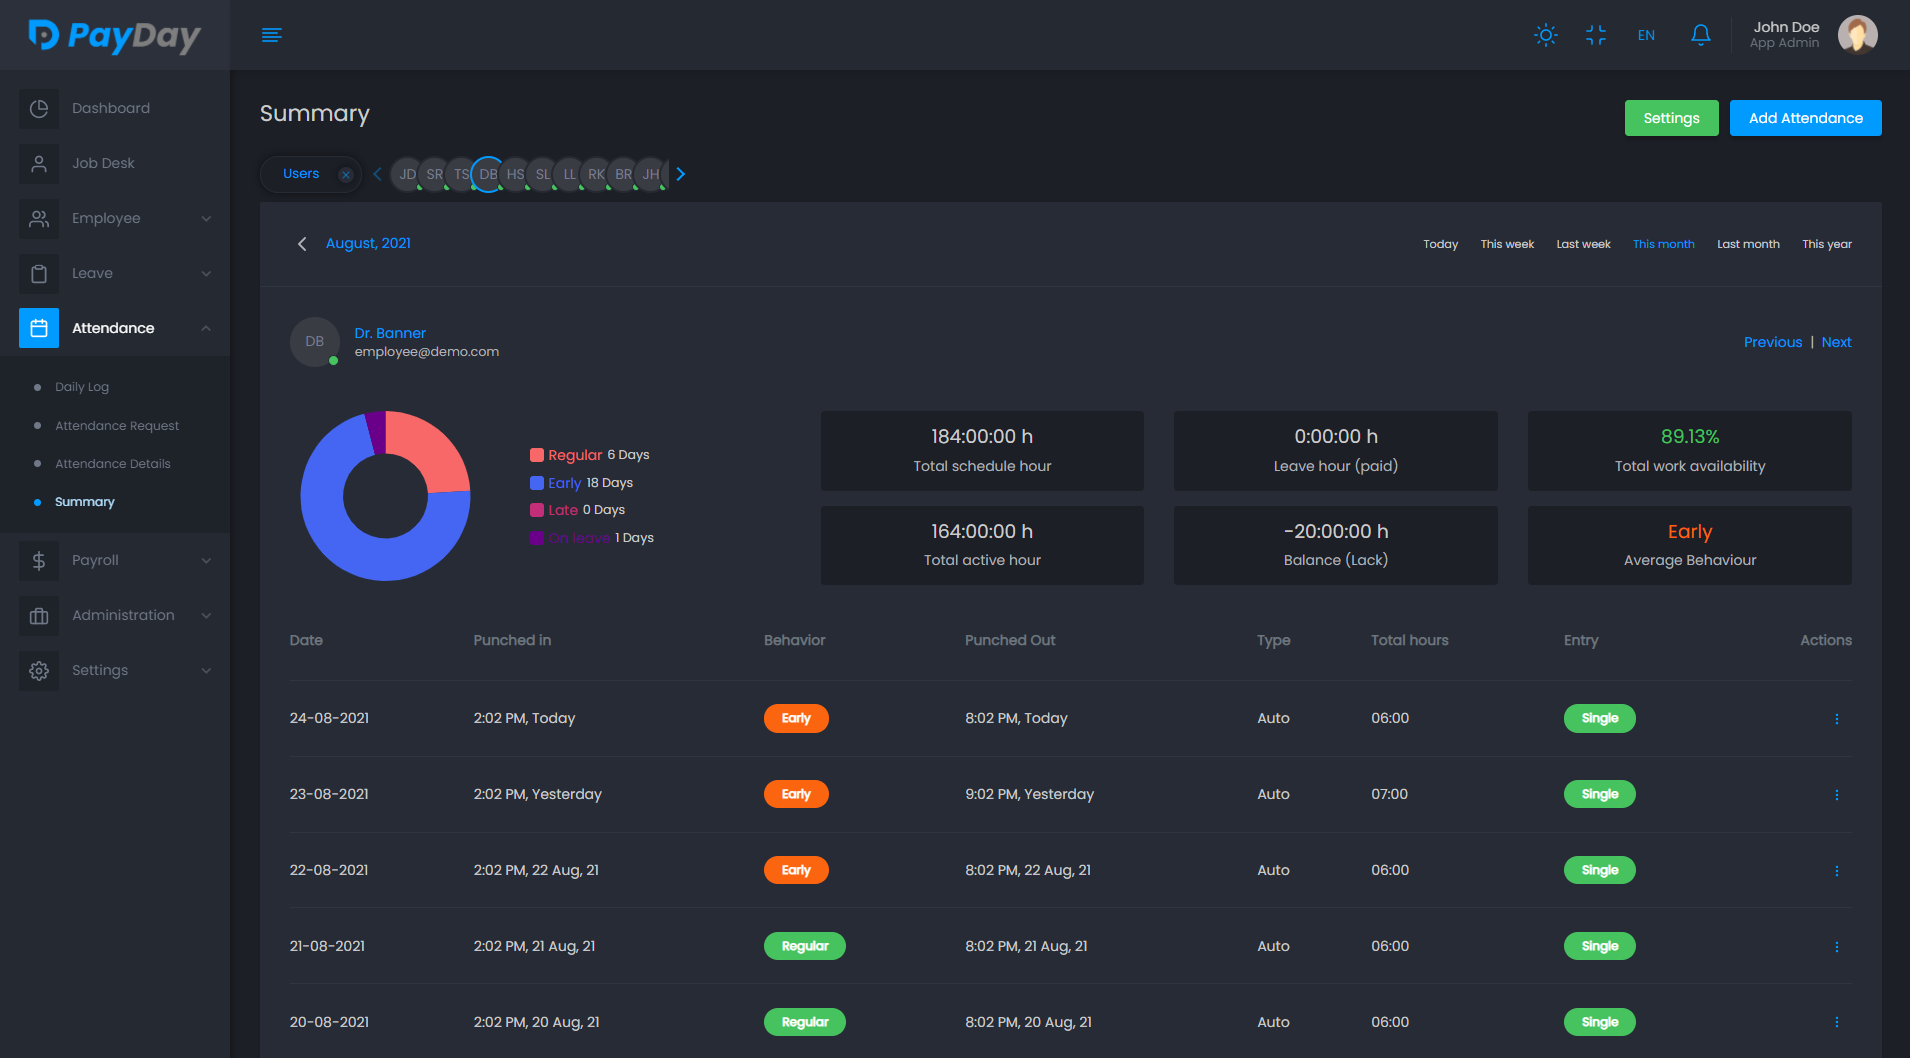 PayDay
EN
John Doe
App Admin
Dashboard
Job Desk
Employee
Leave
Attendance
Daily Log
Attendance Request
Attendance Details
Summary
Payroll
Administration
Settings
Summary
Settings
Add Attendance
Users
JD SR TS DB HS SL LL RK BR JH
August, 2021
Today This week Last week This month Last month This year
DB
Dr. Banner
employee@demo.com
Previous | Next
Regular 6 Days
Early 18 Days
Late 0 Days
On leave 1 Days
184:00:00 h
Total schedule hour
0:00:00 h
Leave hour (paid)
89.13%
Total work availability
164:00:00 h
Total active hour
-20:00:00 h
Balance (Lack)
Early
Average Behaviour
Date Punched in Behavior Punched Out Type Total hours Entry Actions
24-08-2021 2:02 PM, Today Early 8:02 PM, Today Auto 06:00 Single
23-08-2021 2:02 PM, Yesterday Early 9:02 PM, Yesterday Auto 07:00 Single
22-08-2021 2:02 PM, 22 Aug, 21 Early 8:02 PM, 22 Aug, 21 Auto 06:00 Single
21-08-2021 2:02 PM, 21 Aug, 21 Regular 8:02 PM, 21 Aug, 21 Auto 06:00 Single
20-08-2021 2:02 PM, 20 Aug, 21 Regular 8:02 PM, 20 Aug, 21 Auto 06:00 Single